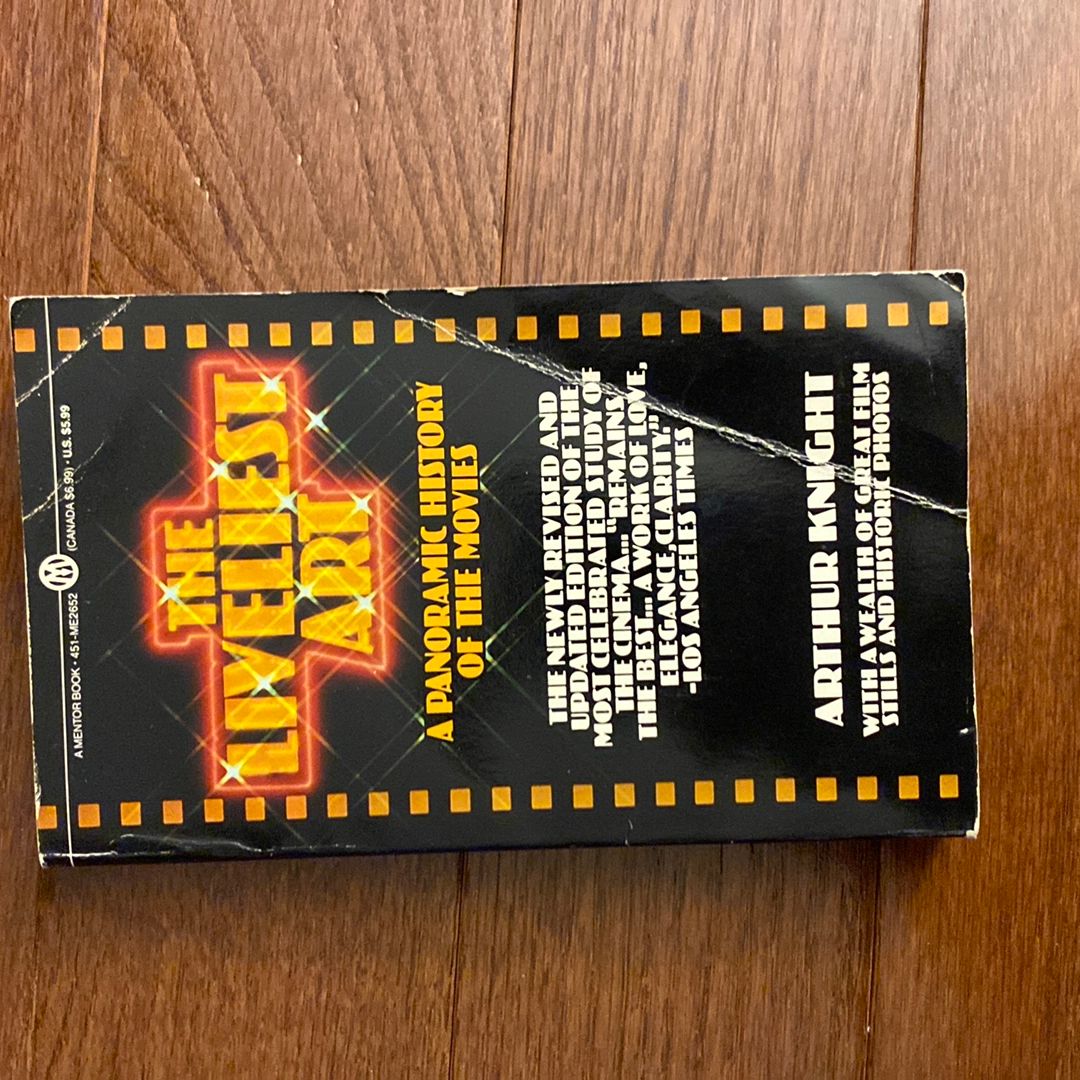 A MENTOR BOOK • 451-ME2652
M
(CANADA $6.99) • U.S. $5.99
THE
LIVELIEST
ART
A PANORAMIC HISTORY
OF THE MOVIES
THE NEWLY REVISED AND
UPDATED EDITION OF THE
MOST CELEBRATED STUDY OF
THE CINEMA... "REMAINS
THE BEST... A WORK OF LOVE,
ELEGANCE, CLARITY."
-LOS ANGELES TIMES
ARTHUR KNIGHT
WITH A WEALTH OF GREAT FILM
STILLS AND HISTORIC PHOTOS